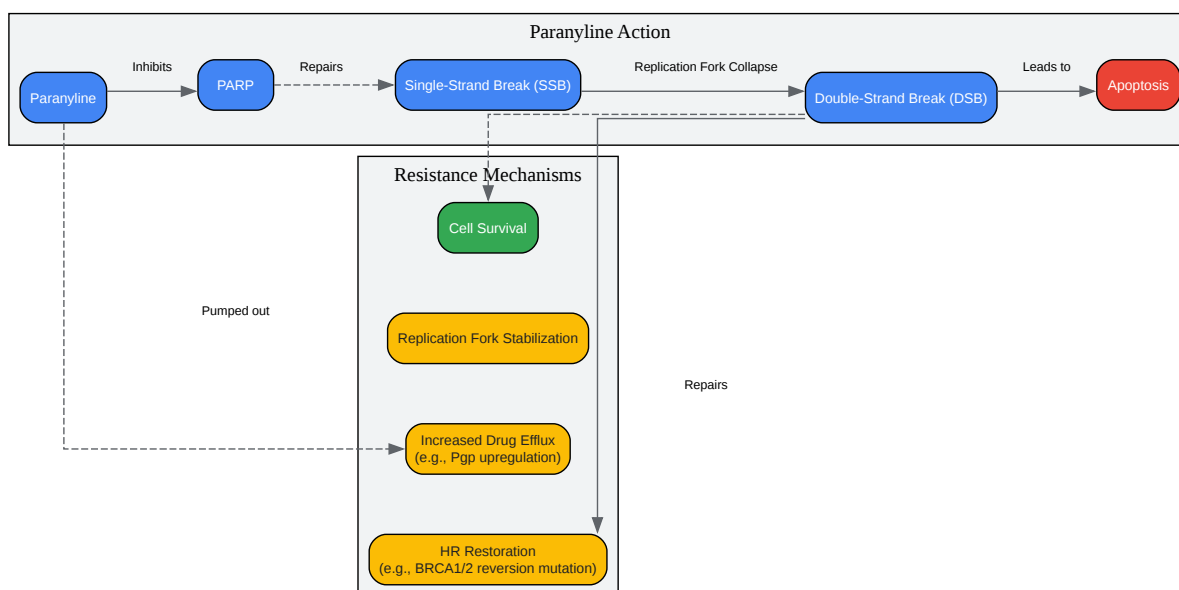 Paranyline Action
Inhibits
Repairs
Replication Fork Collapse
Leads to
Paranyline
PARP
Single-Strand Break (SSB)
Double-Strand Break (DSB)
Apoptosis
Resistance Mechanisms
Cell Survival
Pumped out
Replication Fork Stabilization
Repairs
Increased Drug Efflux
(e.g., Pgp upregulation)
HR Restoration
(e.g., BRCA1/2 reversion mutation)